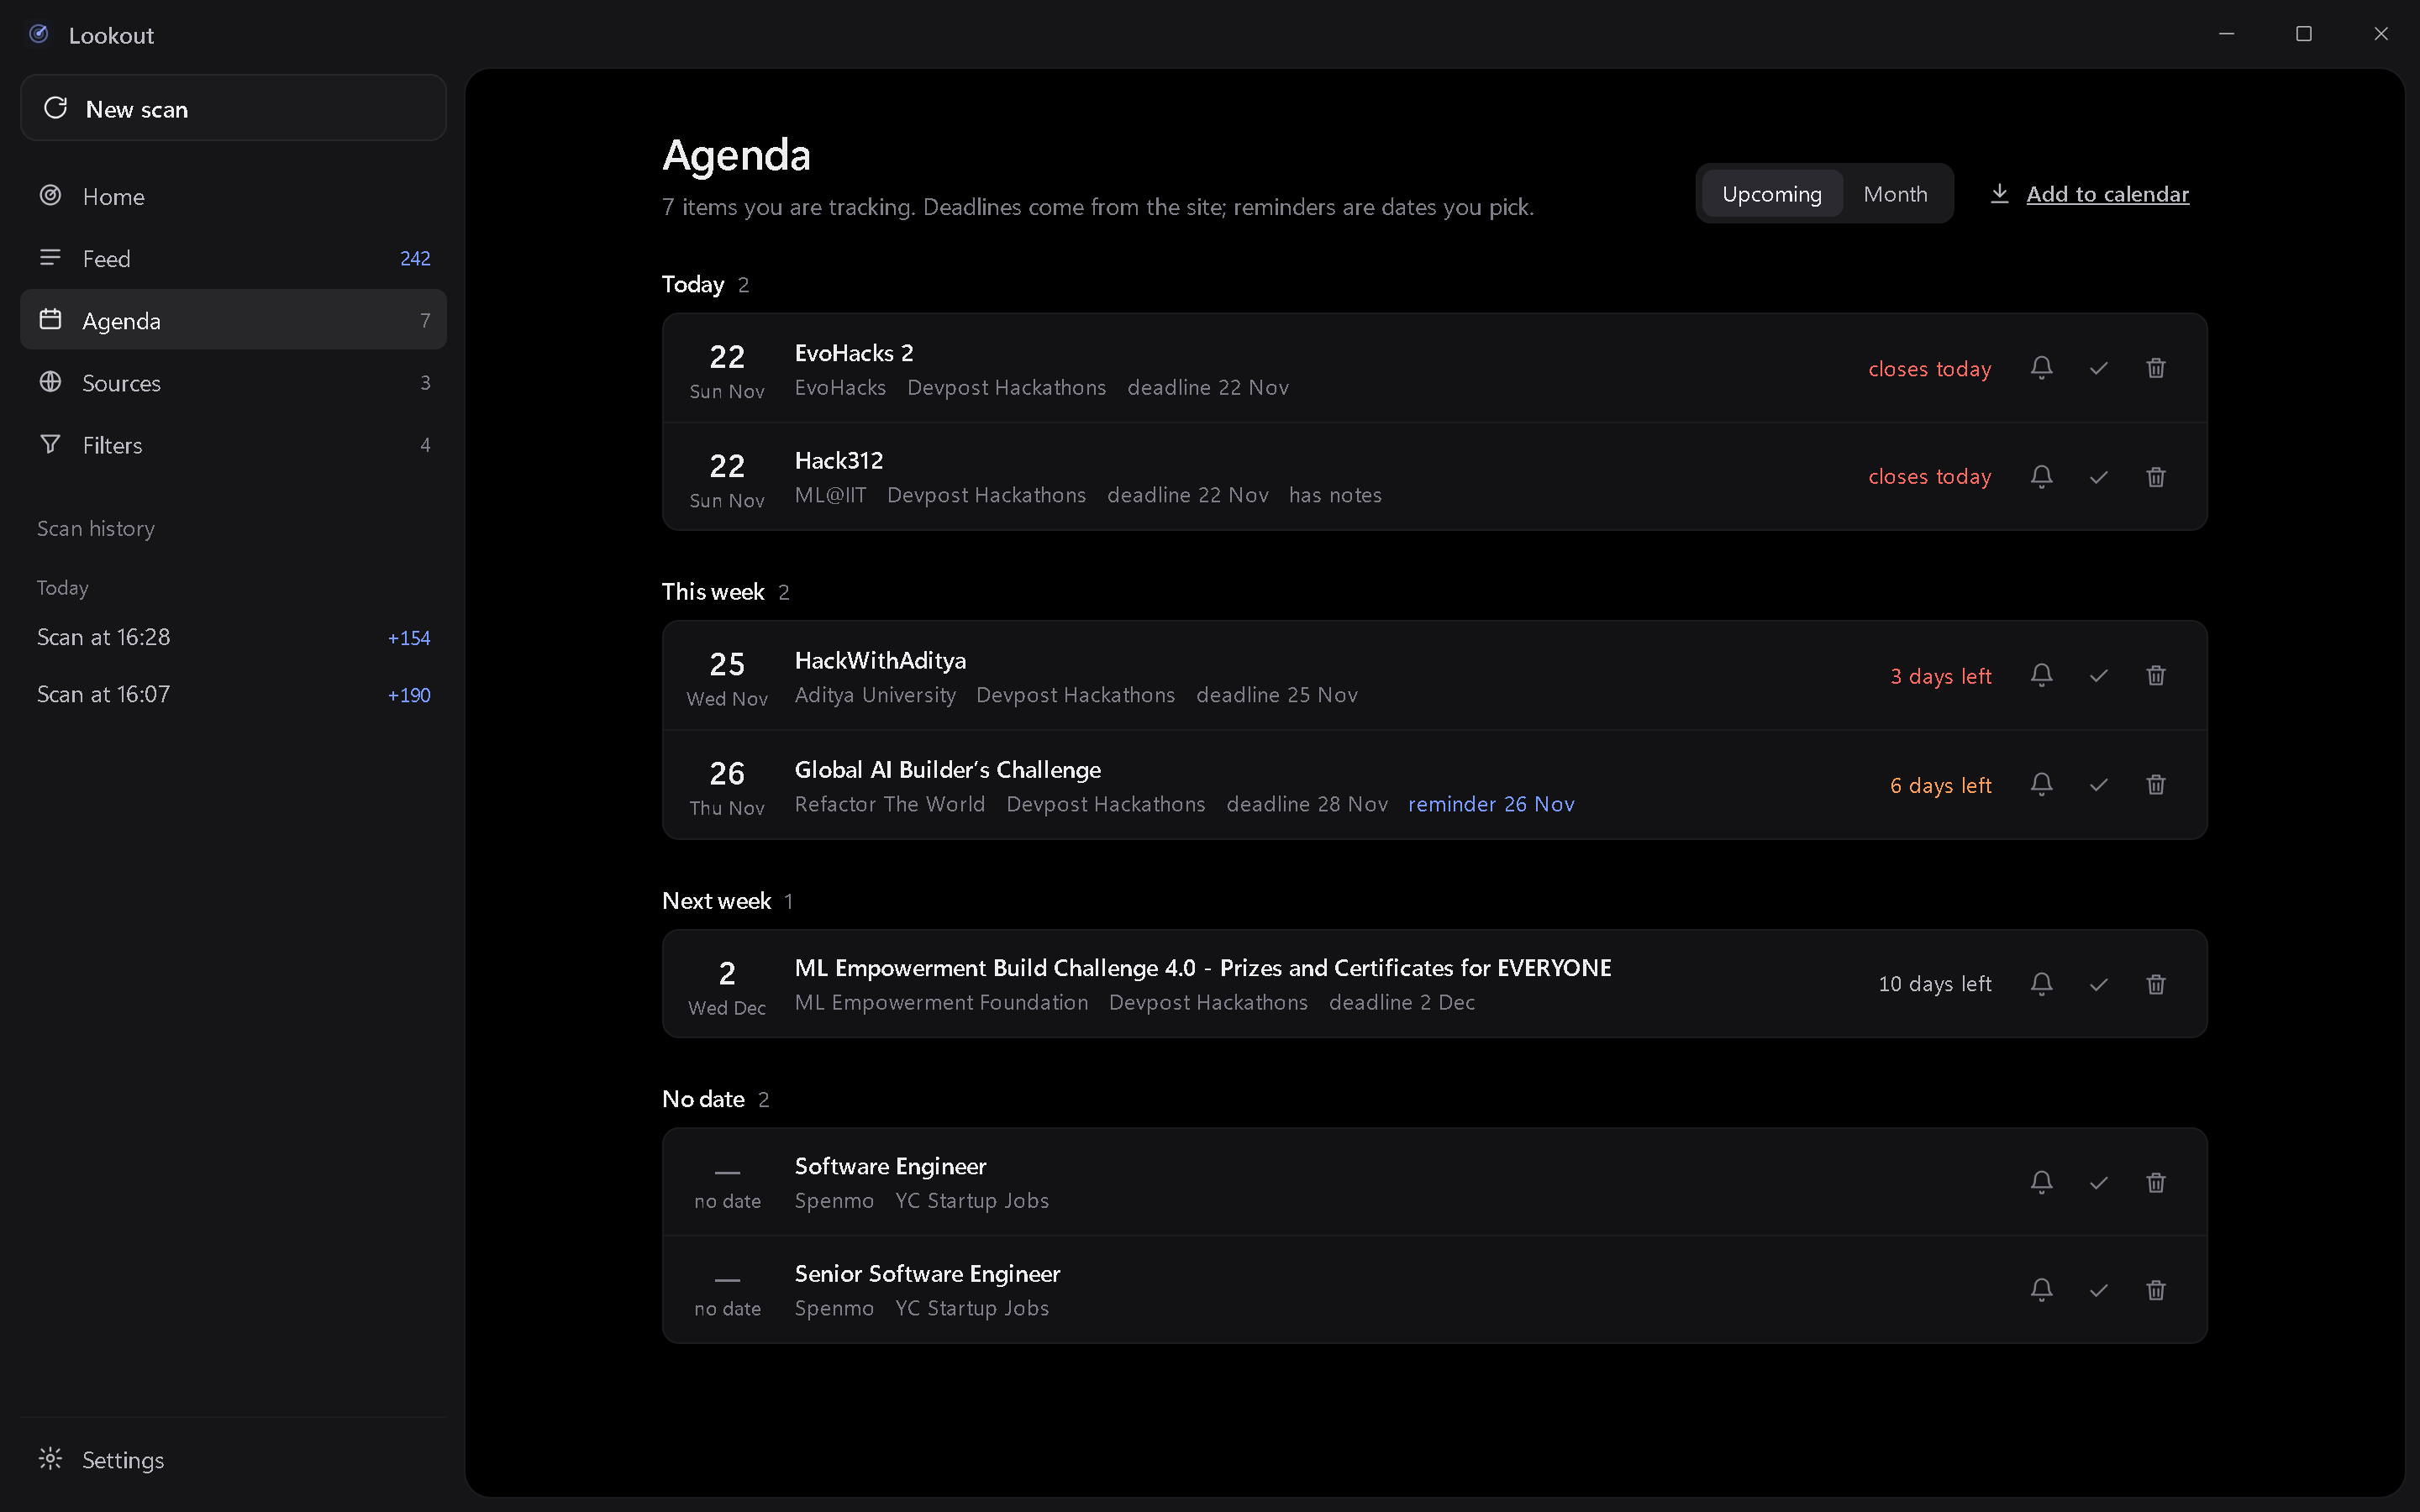 Lookout
New scan
Home
Feed 242
Agenda 7
Sources 3
Filters 4
Scan history
Today
Scan at 16:28 +154
Scan at 16:07 +190
Settings
Agenda
7 items you are tracking. Deadlines come from the site; reminders are dates you pick.
Upcoming Month Add to calendar
Today 2
22 Sun Nov
EvoHacks 2
EvoHacks Devpost Hackathons deadline 22 Nov
closes today
22 Sun Nov
Hack312
ML@IIT Devpost Hackathons deadline 22 Nov has notes
closes today
This week 2
25 Wed Nov
HackWithAditya
Aditya University Devpost Hackathons deadline 25 Nov
3 days left
26 Thu Nov
Global AI Builder's Challenge
Refactor The World Devpost Hackathons deadline 28 Nov reminder 26 Nov
6 days left
Next week 1
2 Wed Dec
ML Empowerment Build Challenge 4.0 - Prizes and Certificates for EVERYONE
ML Empowerment Foundation Devpost Hackathons deadline 2 Dec
10 days left
No date 2
— no date
Software Engineer
Spenmo YC Startup Jobs
— no date
Senior Software Engineer
Spenmo YC Startup Jobs